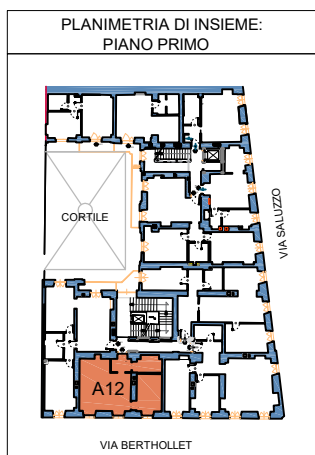 PLANIMETRIA DI INSIEME:
PIANO PRIMO
CORTILE
VIA SALUZZO
A12
VIA BERTHOLLET